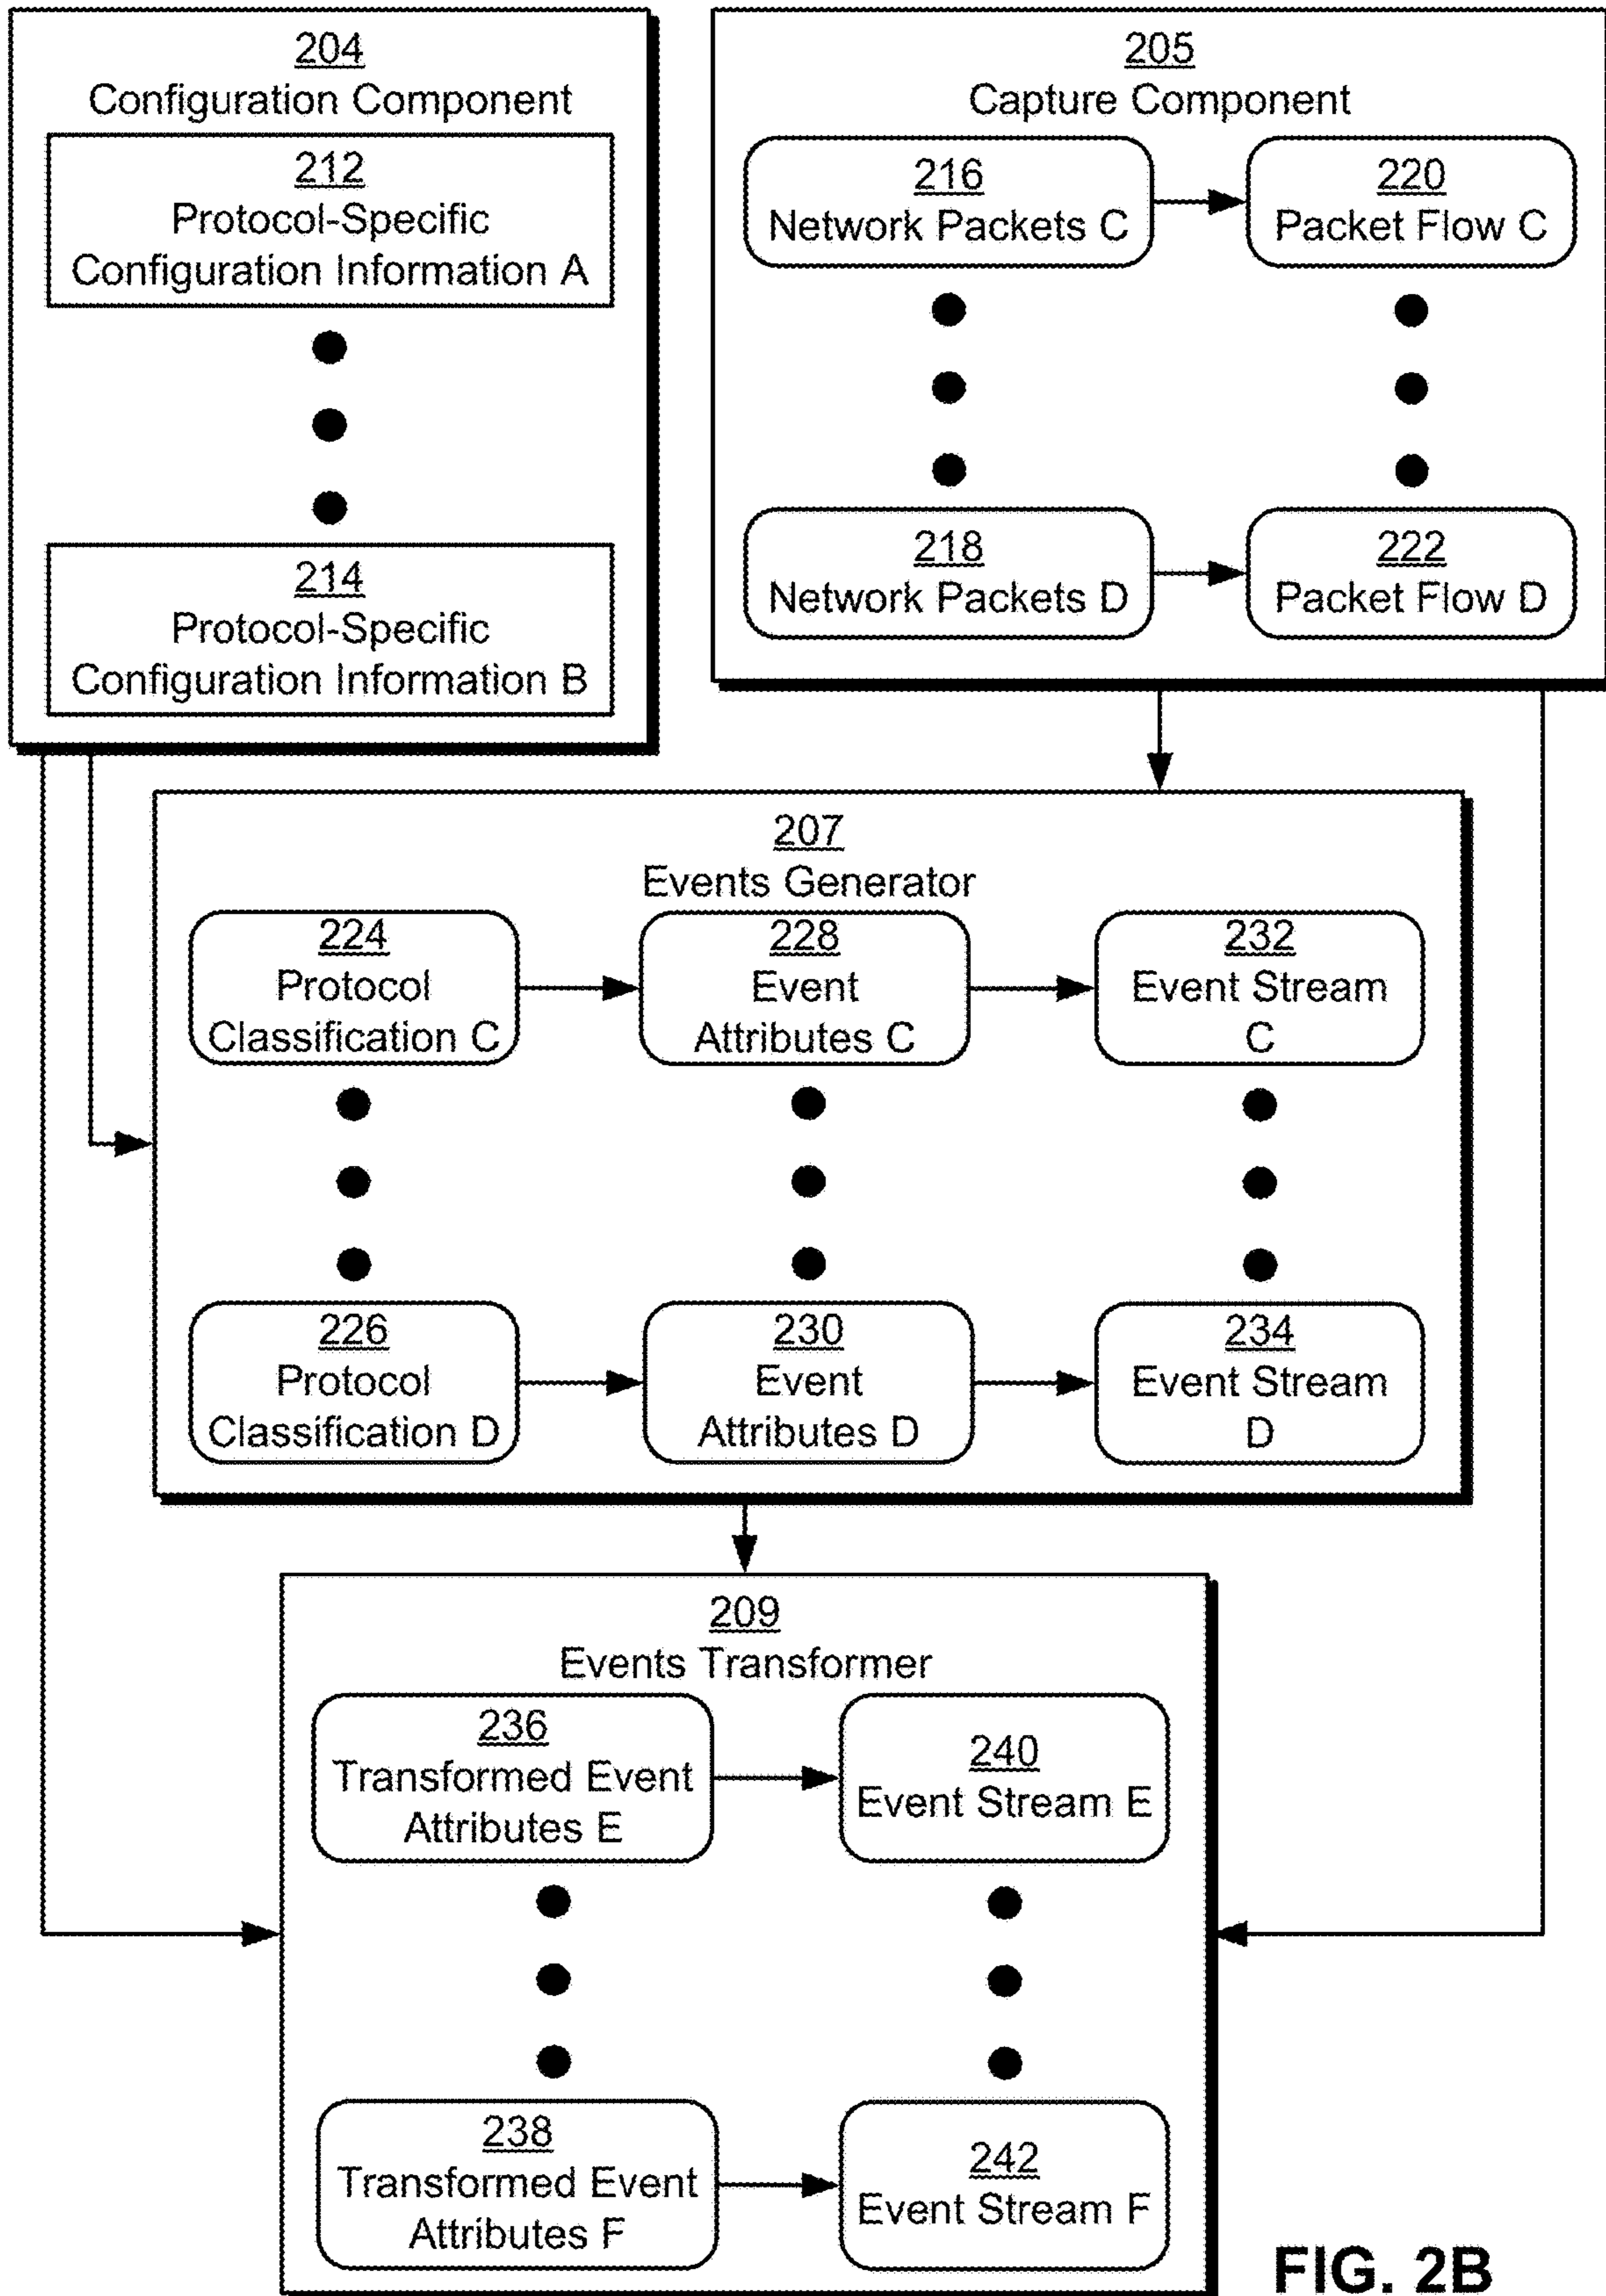 204
Configuration Component
212
Protocol-Specific
Configuration Information A
214
Protocol-Specific
Configuration Information B
205
Capture Component
216
Network Packets C
220
Packet Flow C
218
Network Packets D
222
Packet Flow D
207
Events Generator
224
Protocol
Classification C
228
Event
Attributes C
232
Event Stream
C
226
Protocol
Classification D
230
Event
Attributes D
234
Event Stream
D
209
Events Transformer
236
Transformed Event
Attributes E
240
Event Stream E
238
Transformed Event
Attributes F
242
Event Stream F
FIG. 2B